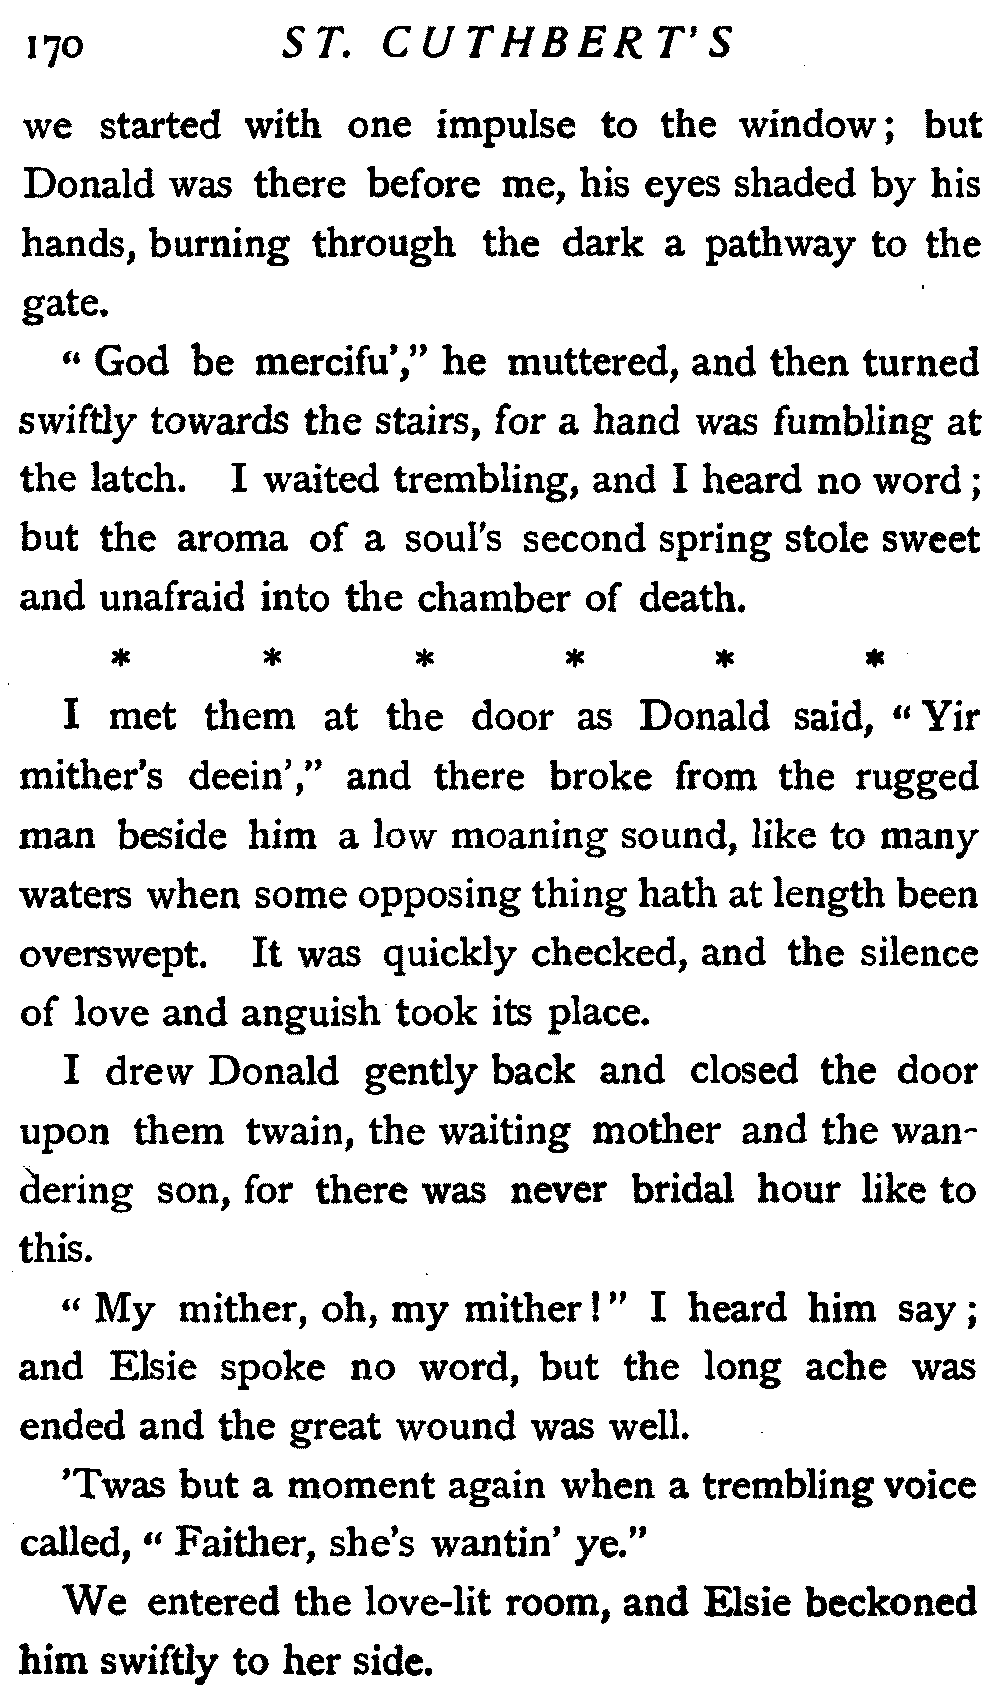 170 ST. CUTHBERT'S
we started with one impulse to the window; but
Donald was there before me, his eyes shaded by his
hands, burning through the dark a pathway to the
gate.
" God be mercifu'," he muttered, and then turned
swiftly towards the stairs, for a hand was fumbling at
the latch. I waited trembling, and I heard no word;
but the aroma of a soul's second spring stole sweet
and unafraid into the chamber of death.
* * * * * *
I met them at the door as Donald said, "Yir
mither's deein'," and there broke from the rugged
man beside him a low moaning sound, like to many
waters when some opposing thing hath at length been
overswept. It was quickly checked, and the silence
of love and anguish took its place.
I drew Donald gently back and closed the door
upon them twain, the waiting mother and the wan-
dering son, for there was never bridal hour like to
this.
" My mither, oh, my mither!" I heard him say;
and Elsie spoke no word, but the long ache was
ended and the great wound was well.
'Twas but a moment again when a trembling voice
called, " Faither, she's wantin' ye."
We entered the love-lit room, and Elsie beckoned
him swiftly to her side.